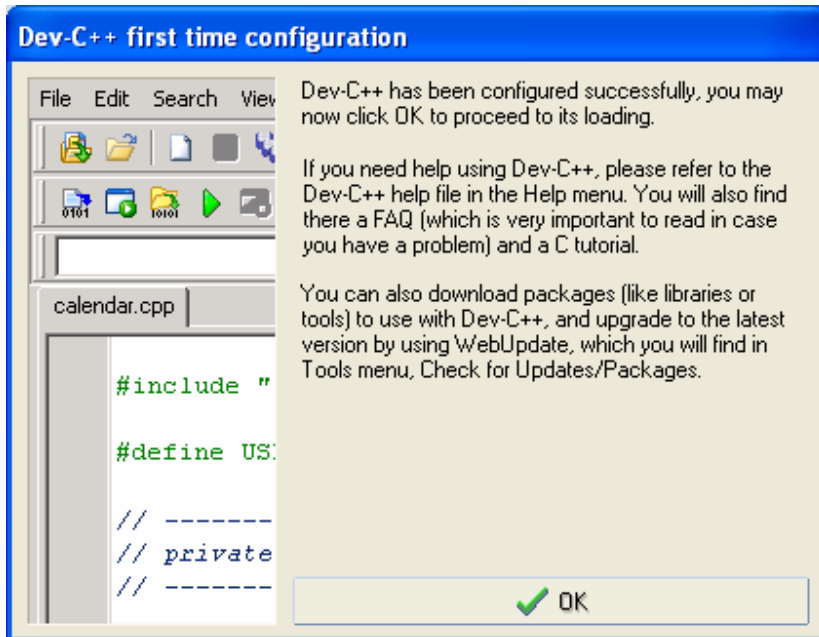 Dev-C++ first time configuration
File Edit Search View
0101 10101
calendar.cpp
#include "
#define US
// -------
// private
// -------
Dev-C++ has been configured successfully, you may
now click OK to proceed to its loading.
If you need help using Dev-C++, please refer to the
Dev-C++ help file in the Help menu. You will also find
there a FAQ (which is very important to read in case
you have a problem) and a C tutorial.
You can also download packages (like libraries or
tools) to use with Dev-C++, and upgrade to the latest
version by using WebUpdate, which you will find in
Tools menu, Check for Updates/Packages.
OK